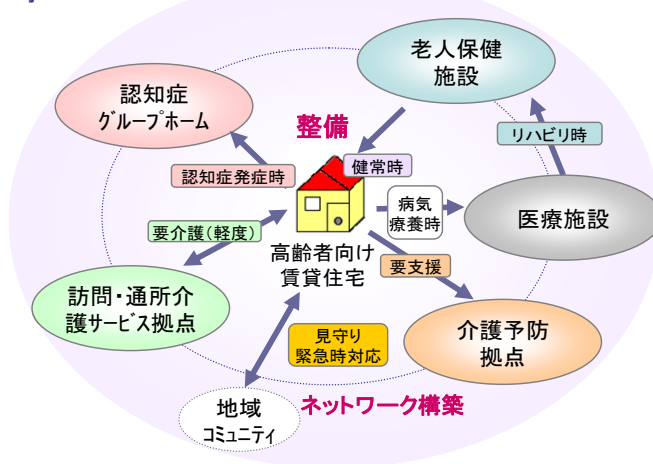 老人保健
施設
認知症
グループホーム
整備
リハビリ時
健常時
認知症発症時
病気
療養時
医療施設
要介護(軽度)
高齢者向け
賃貸住宅
要支援
訪問・通所介
護サービス拠点
介護予防
拠点
見守り
緊急時対応
ネットワーク構築
地域
コミュニティ